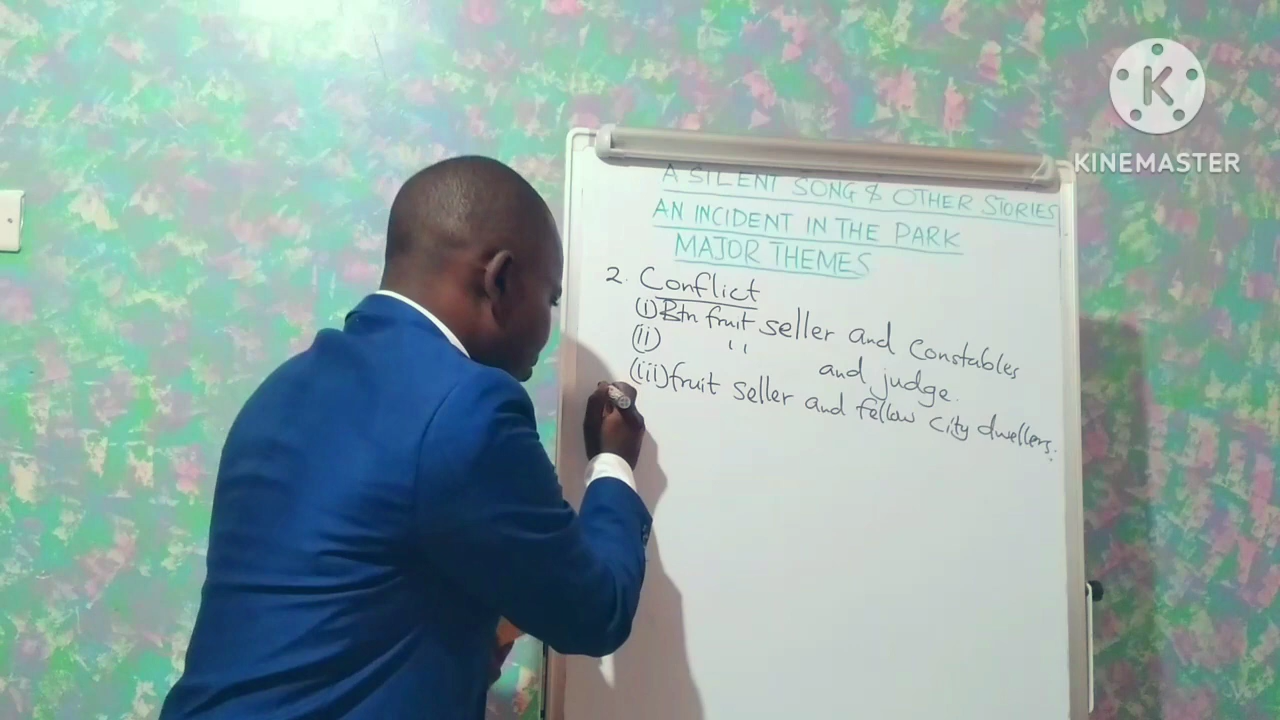 A SILENT SONG & OTHER STORIES
AN INCIDENT IN THE PARK
MAJOR THEMES
2. Conflict
(i) Btn fruit seller and Constables
(ii) " and judge.
(iii) fruit seller and fellow city dwellers.
K
KINEMASTER